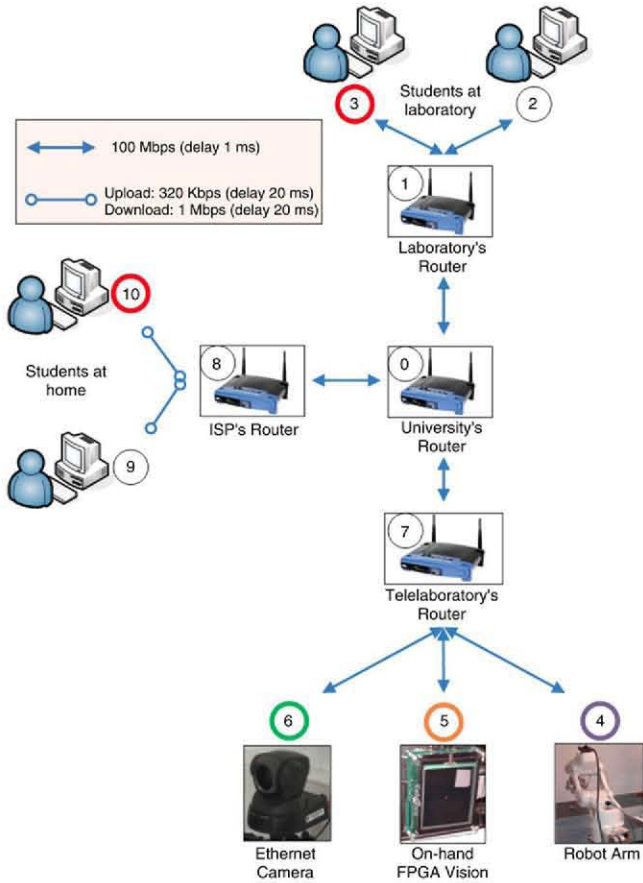 3
Students at
laboratory
2
100 Mbps (delay 1 ms)
Upload: 320 Kbps (delay 20 ms)
Download: 1 Mbps (delay 20 ms)
1
Laboratory's
Router
10
Students at
home
9
8
ISP's Router
0
University's
Router
7
Telelaboratory's
Router
6
Ethernet
Camera
5
On-hand
FPGA Vision
4
Robot Arm